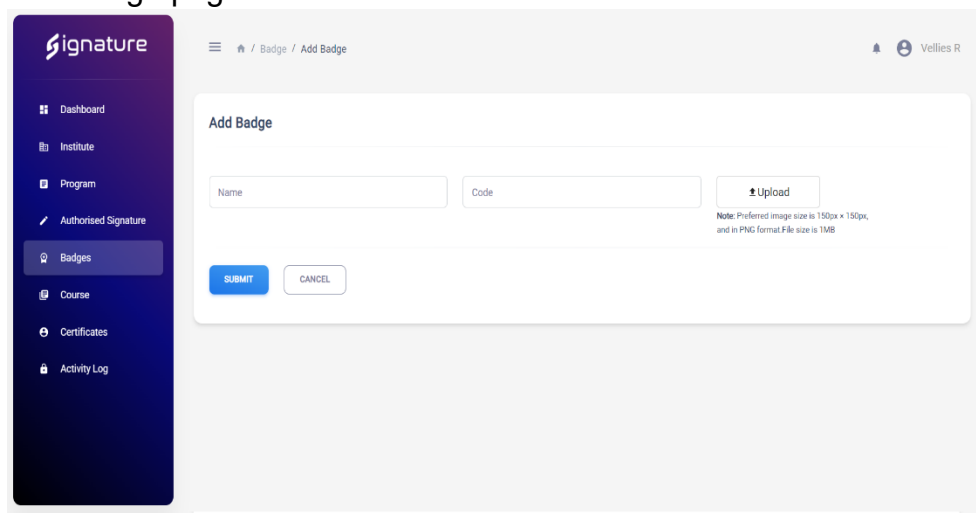 Signature
Dashboard
Institute
Program
Authorised Signature
Badges
Course
Certificates
Activity Log
/ Badge / Add Badge
Vellies R
Add Badge
Name
Code
Upload
Note: Preferred image size is 150px × 150px,
and in PNG format.File size is 1MB
SUBMIT
CANCEL